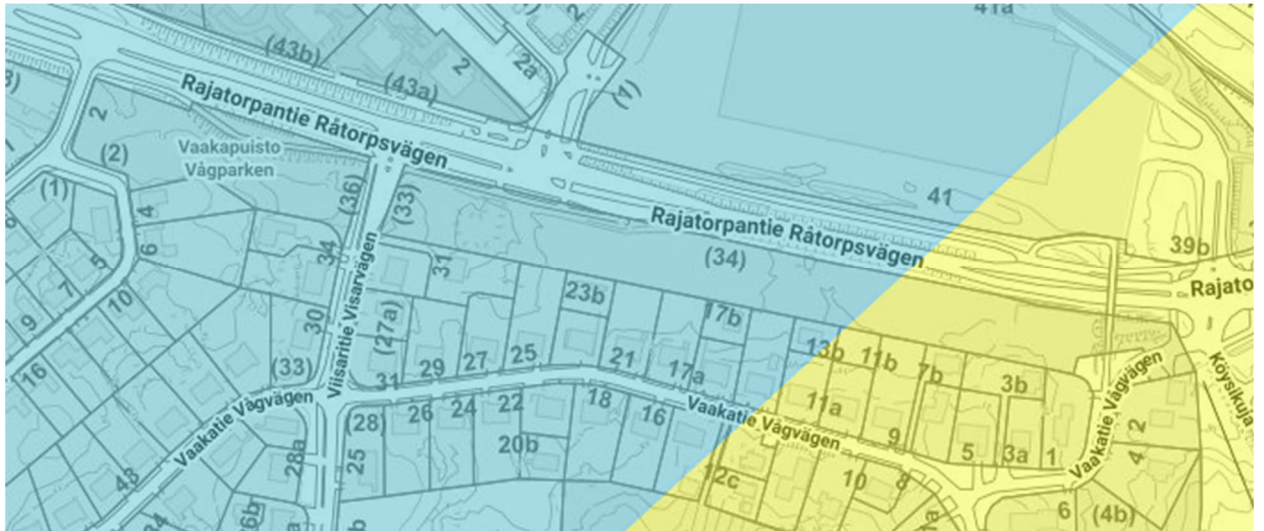 41a
(43b)
2
2
2a
(43a)
(4)
Rajatorpantie Råtorpsvägen
2
Vaakapuisto
Vågparken
(2)
(1)
(36)
(33)
4
41
Rajatorpantie Råtorpsvägen
39b
6
34
(34)
5
31
Rajato
7
10
23b
17b
9
30
(27a)
Viisaritie Visarvägen
13b
11b
25
21
29
27
17a
7b
3b
Köysikuja
16
(33)
31
Vaakatie Vågvägen
11a
Vaakatie Vågvägen
26
24
22
18
16
Vaakatie Vågvägen
(28)
9
2
28a
25
20b
5
3a
1
4
43
12c
10
8
6
(4b)